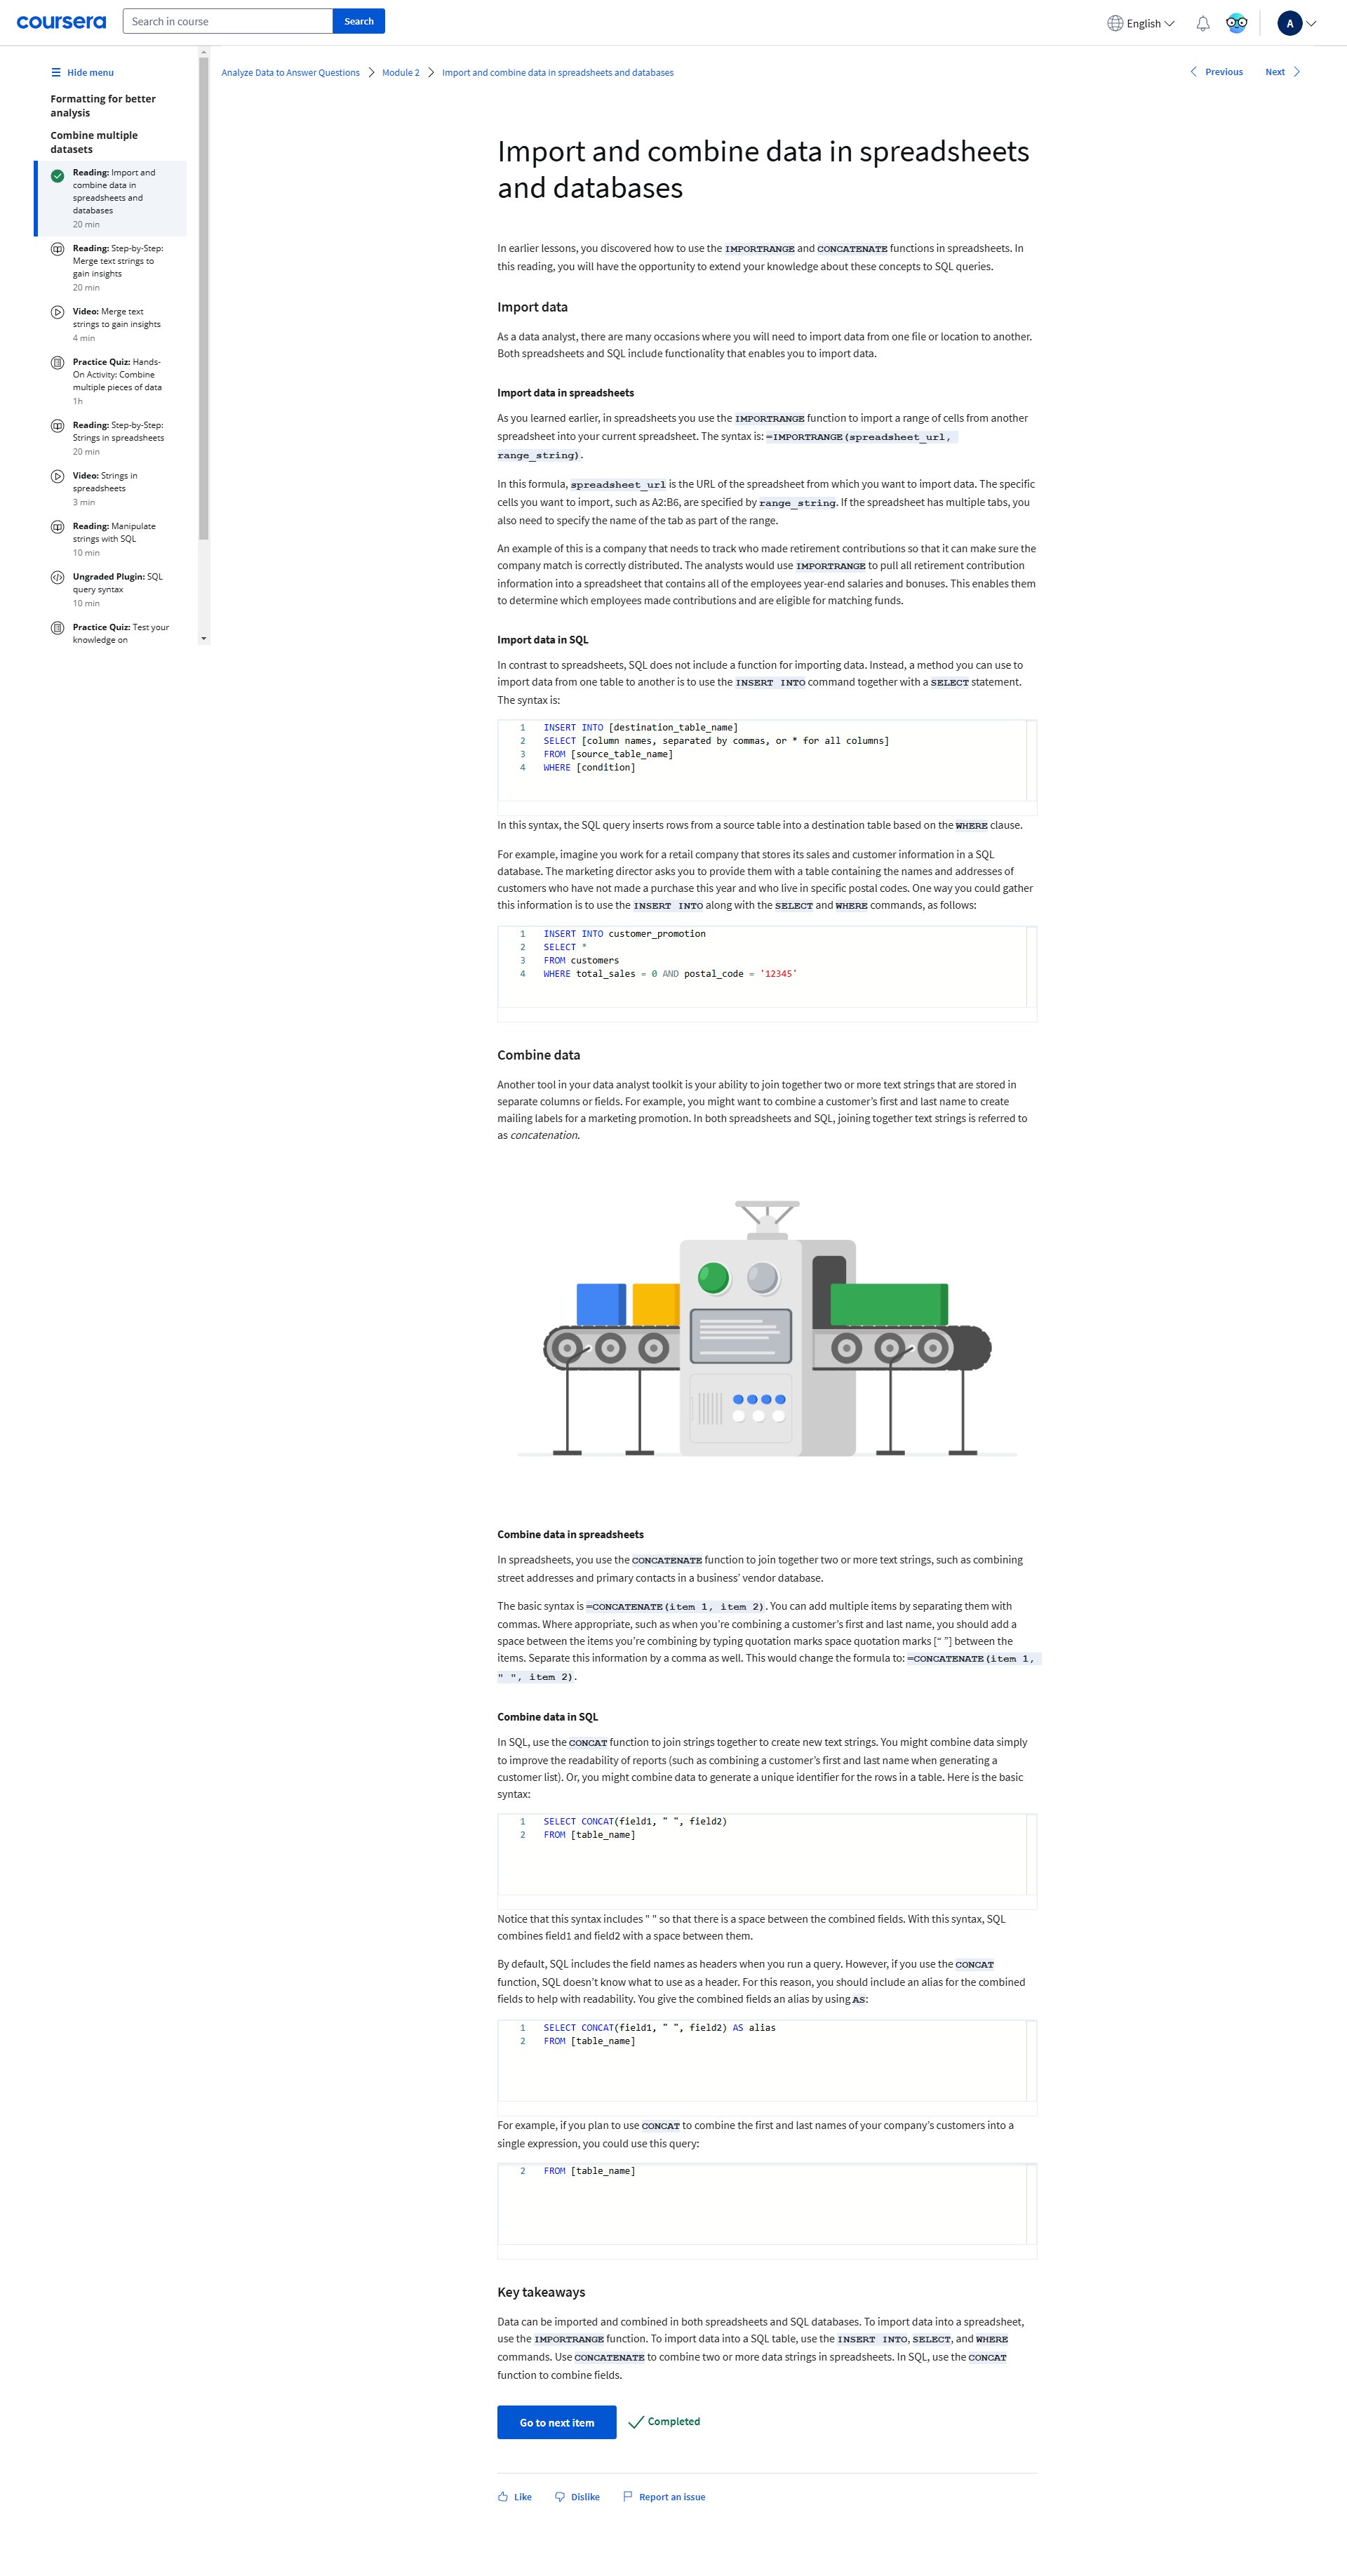 coursera
Search in course
Search
English
A
Hide menu
Formatting for better
analysis
Combine multiple
datasets
Reading: Import and
combine data in
spreadsheets and
databases
20 min
Reading: Step-by-Step:
Merge text strings to
gain insights
20 min
Video: Merge text
strings to gain insights
4 min
Practice Quiz: Hands-
On Activity: Combine
multiple pieces of data
1h
Reading: Step-by-Step:
Strings in spreadsheets
20 min
Video: Strings in
spreadsheets
3 min
Reading: Manipulate
strings with SQL
10 min
Ungraded Plugin: SQL
query syntax
10 min
Practice Quiz: Test your
knowledge on
Analyze Data to Answer Questions
Module 2
Import and combine data in spreadsheets and databases
Previous
Next
Import and combine data in spreadsheets
and databases
In earlier lessons, you discovered how to use the IMPORTRANGE and CONCATENATE functions in spreadsheets. In
this reading, you will have the opportunity to extend your knowledge about these concepts to SQL queries.
Import data
As a data analyst, there are many occasions where you will need to import data from one file or location to another.
Both spreadsheets and SQL include functionality that enables you to import data.
Import data in spreadsheets
As you learned earlier, in spreadsheets you use the IMPORTRANGE function to import a range of cells from another
spreadsheet into your current spreadsheet. The syntax is: =IMPORTRANGE(spreadsheet_url,
range_string).
In this formula, spreadsheet_url is the URL of the spreadsheet from which you want to import data. The specific
cells you want to import, such as A2:B6, are specified by range_string. If the spreadsheet has multiple tabs, you
also need to specify the name of the tab as part of the range.
An example of this is a company that needs to track who made retirement contributions so that it can make sure the
company match is correctly distributed. The analysts would use IMPORTRANGE to pull all retirement contribution
information into a spreadsheet that contains all of the employees year-end salaries and bonuses. This enables them
to determine which employees made contributions and are eligible for matching funds.
Import data in SQL
In contrast to spreadsheets, SQL does not include a function for importing data. Instead, a method you can use to
import data from one table to another is to use the INSERT INTO command together with a SELECT statement.
The syntax is:
1 INSERT INTO [destination_table_name]
2 SELECT [column names, separated by commas, or * for all columns]
3 FROM [source_table_name]
4 WHERE [condition]
In this syntax, the SQL query inserts rows from a source table into a destination table based on the WHERE clause.
For example, imagine you work for a retail company that stores its sales and customer information in a SQL
database. The marketing director asks you to provide them with a table containing the names and addresses of
customers who have not made a purchase this year and who live in specific postal codes. One way you could gather
this information is to use the INSERT INTO along with the SELECT and WHERE commands, as follows:
1 INSERT INTO customer_promotion
2 SELECT *
3 FROM customers
4 WHERE total_sales = 0 AND postal_code = '12345'
Combine data
Another tool in your data analyst toolkit is your ability to join together two or more text strings that are stored in
separate columns or fields. For example, you might want to combine a customer’s first and last name to create
mailing labels for a marketing promotion. In both spreadsheets and SQL, joining together text strings is referred to
as concatenation.
Combine data in spreadsheets
In spreadsheets, you use the CONCATENATE function to join together two or more text strings, such as combining
street addresses and primary contacts in a business’ vendor database.
The basic syntax is =CONCATENATE(item 1, item 2). You can add multiple items by separating them with
commas. Where appropriate, such as when you’re combining a customer’s first and last name, you should add a
space between the items you’re combining by typing quotation marks space quotation marks [“ ”] between the
items. Separate this information by a comma as well. This would change the formula to: =CONCATENATE(item 1,
" ", item 2).
Combine data in SQL
In SQL, use the CONCAT function to join strings together to create new text strings. You might combine data simply
to improve the readability of reports (such as combining a customer’s first and last name when generating a
customer list). Or, you might combine data to generate a unique identifier for the rows in a table. Here is the basic
syntax:
1 SELECT CONCAT(field1, " ", field2)
2 FROM [table_name]
Notice that this syntax includes " " so that there is a space between the combined fields. With this syntax, SQL
combines field1 and field2 with a space between them.
By default, SQL includes the field names as headers when you run a query. However, if you use the CONCAT
function, SQL doesn’t know what to use as a header. For this reason, you should include an alias for the combined
fields to help with readability. You give the combined fields an alias by using AS:
1 SELECT CONCAT(field1, " ", field2) AS alias
2 FROM [table_name]
For example, if you plan to use CONCAT to combine the first and last names of your company’s customers into a
single expression, you could use this query:
2 FROM [table_name]
Key takeaways
Data can be imported and combined in both spreadsheets and SQL databases. To import data into a spreadsheet,
use the IMPORTRANGE function. To import data into a SQL table, use the INSERT INTO, SELECT, and WHERE
commands. Use CONCATENATE to combine two or more data strings in spreadsheets. In SQL, use the CONCAT
function to combine fields.
Go to next item
Completed
Like
Dislike
Report an issue